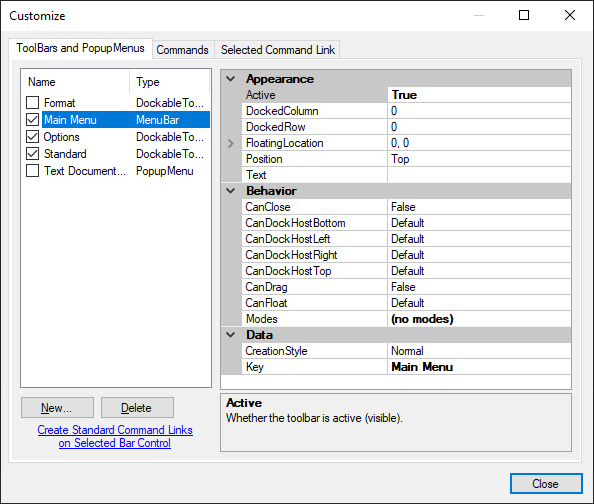 Customize
ToolBars and PopupMenus Commands Selected Command Link
Name Type
Format DockableTo...
Main Menu MenuBar
Options DockableTo...
Standard DockableTo...
Text Document... PopupMenu
New... Delete
Create Standard Command Links
on Selected Bar Control
Appearance
Active True
DockedColumn 0
DockedRow 0
FloatingLocation 0, 0
Position Top
Text
Behavior
CanClose False
CanDockHostBottom Default
CanDockHostLeft Default
CanDockHostRight Default
CanDockHostTop Default
CanDrag False
CanFloat Default
Modes (no modes)
Data
CreationStyle Normal
Key Main Menu
Active
Whether the toolbar is active (visible).
Close